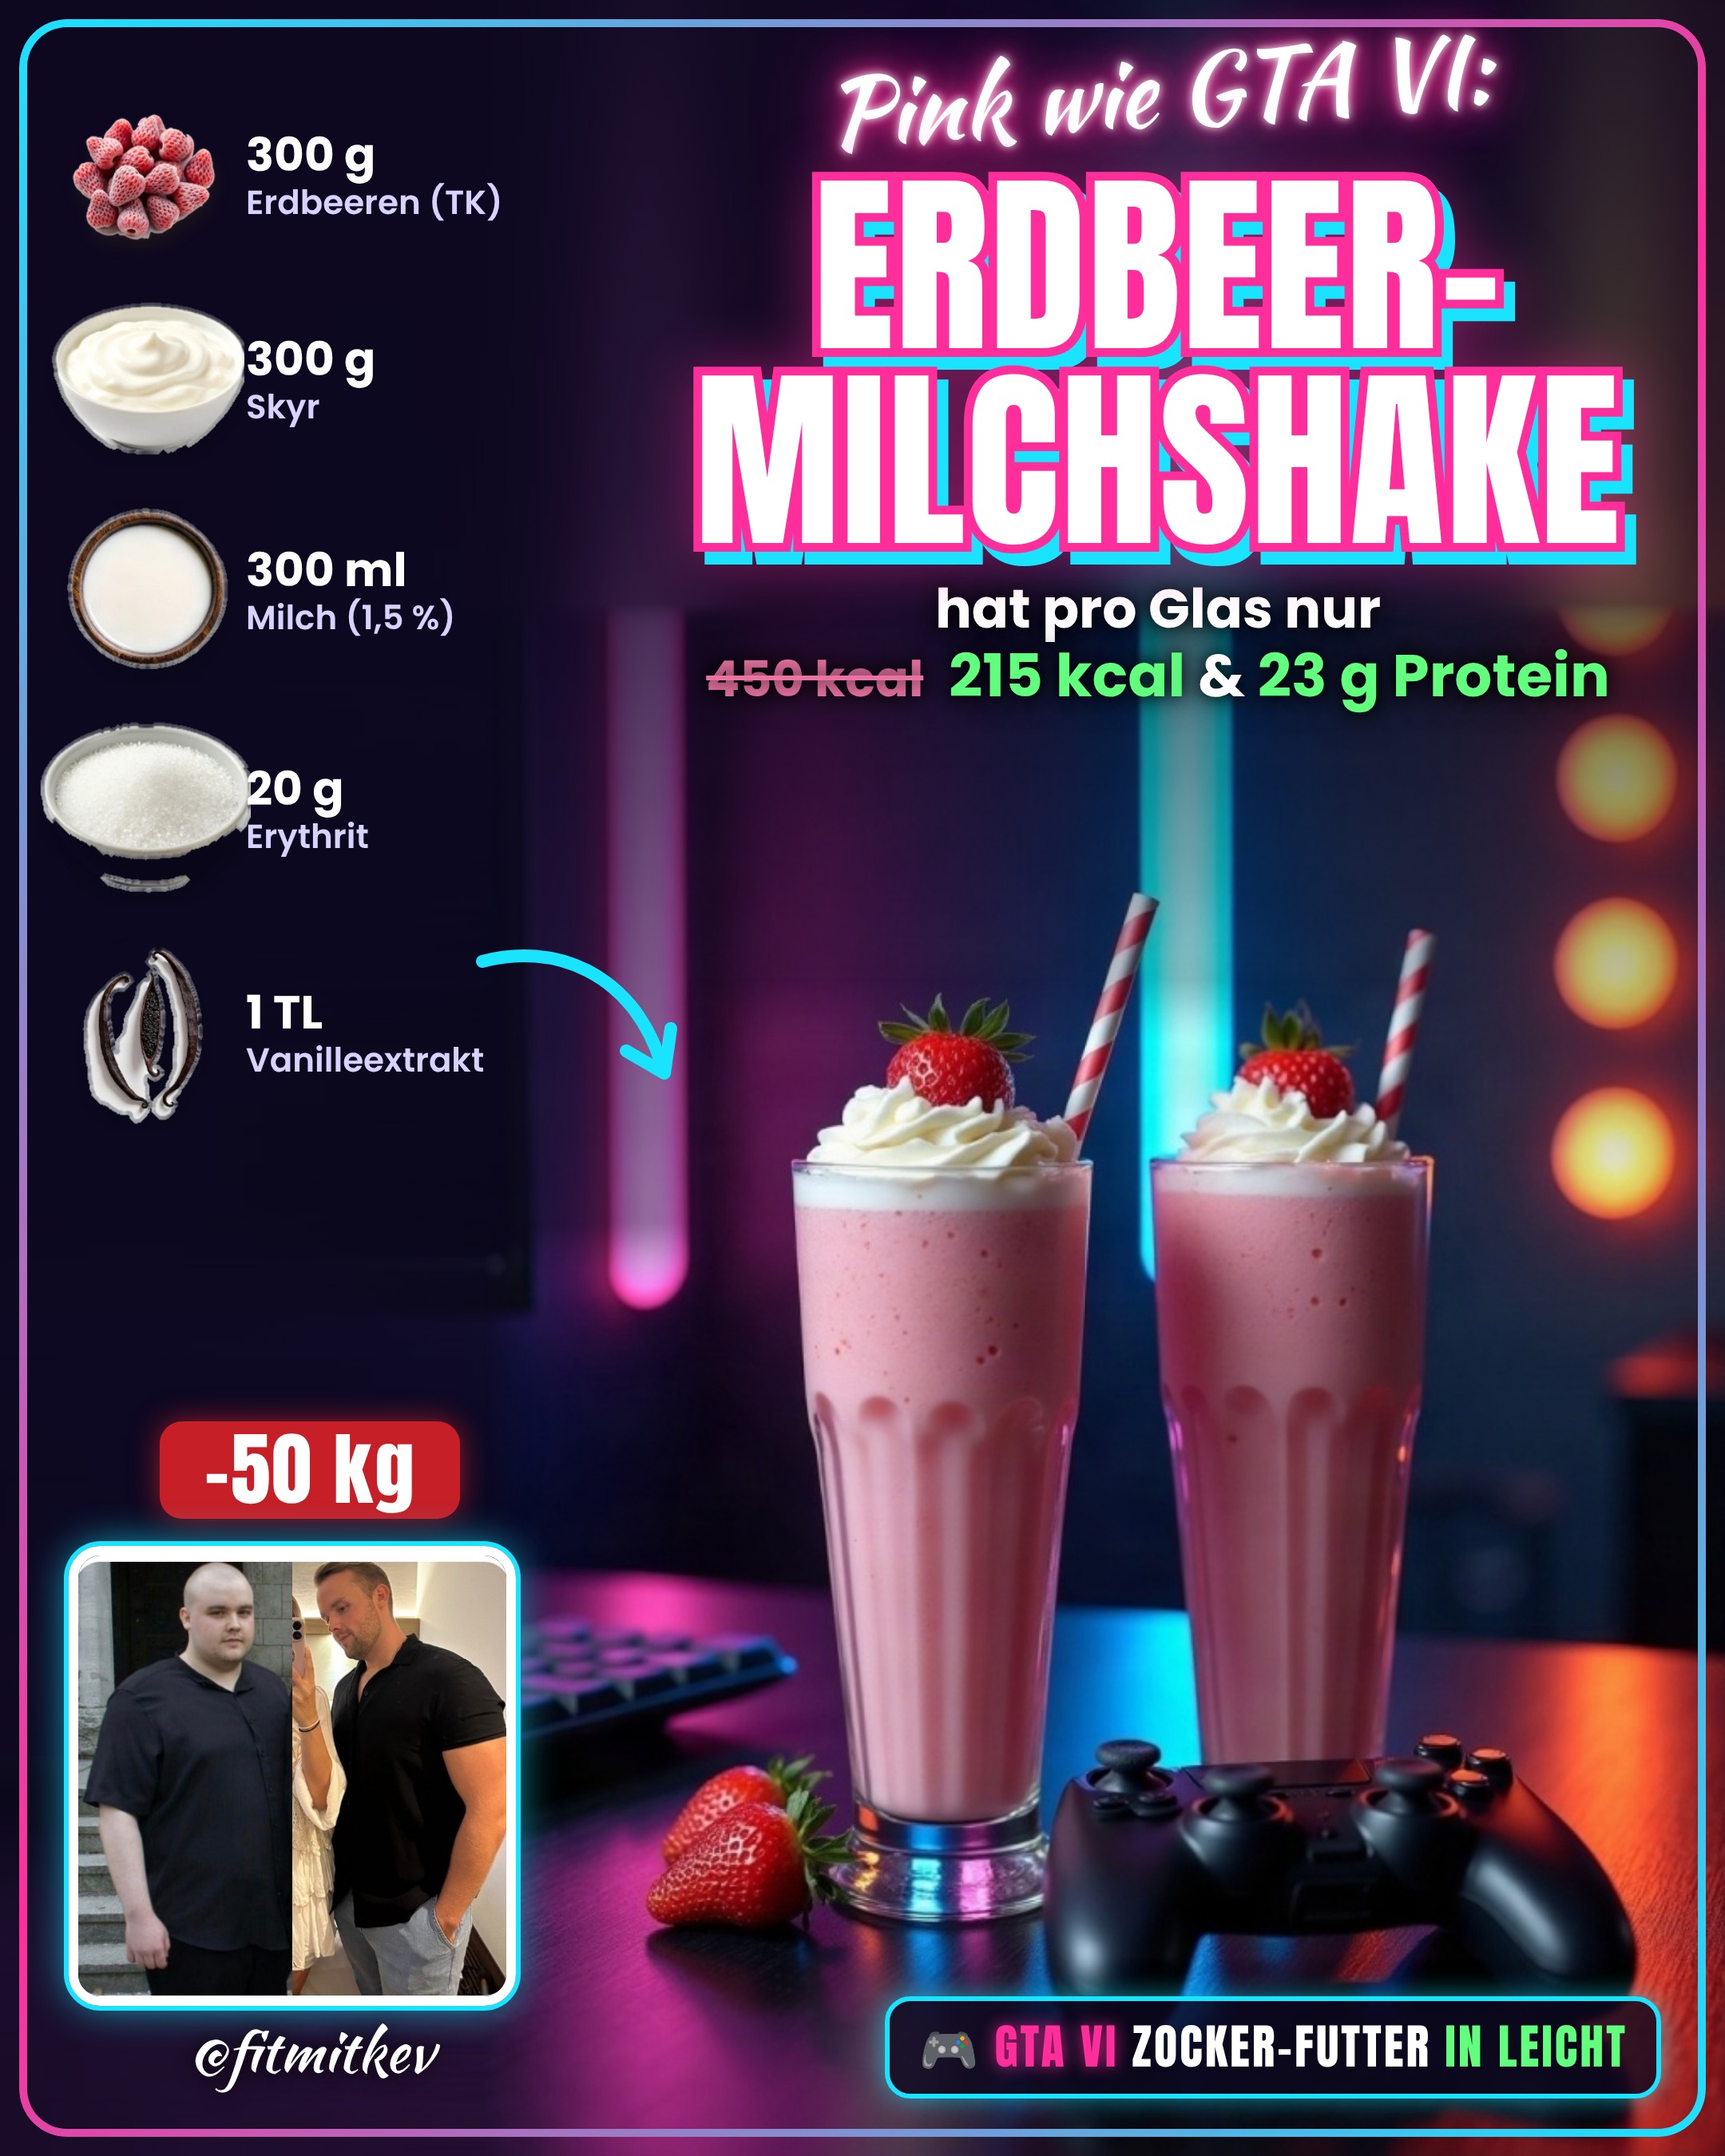 Pink wie GTA VI:
ERDBEER-
MILCHSHAKE
hat pro Glas nur
450 kcal 215 kcal & 23 g Protein
300 g
Erdbeeren (TK)
300 g
Skyr
300 ml
Milch (1,5 %)
20 g
Erythrit
1 TL
Vanilleextrakt
-50 kg
@fitmitkev
🎮 GTA VI ZOCKER-FUTTER IN LEICHT